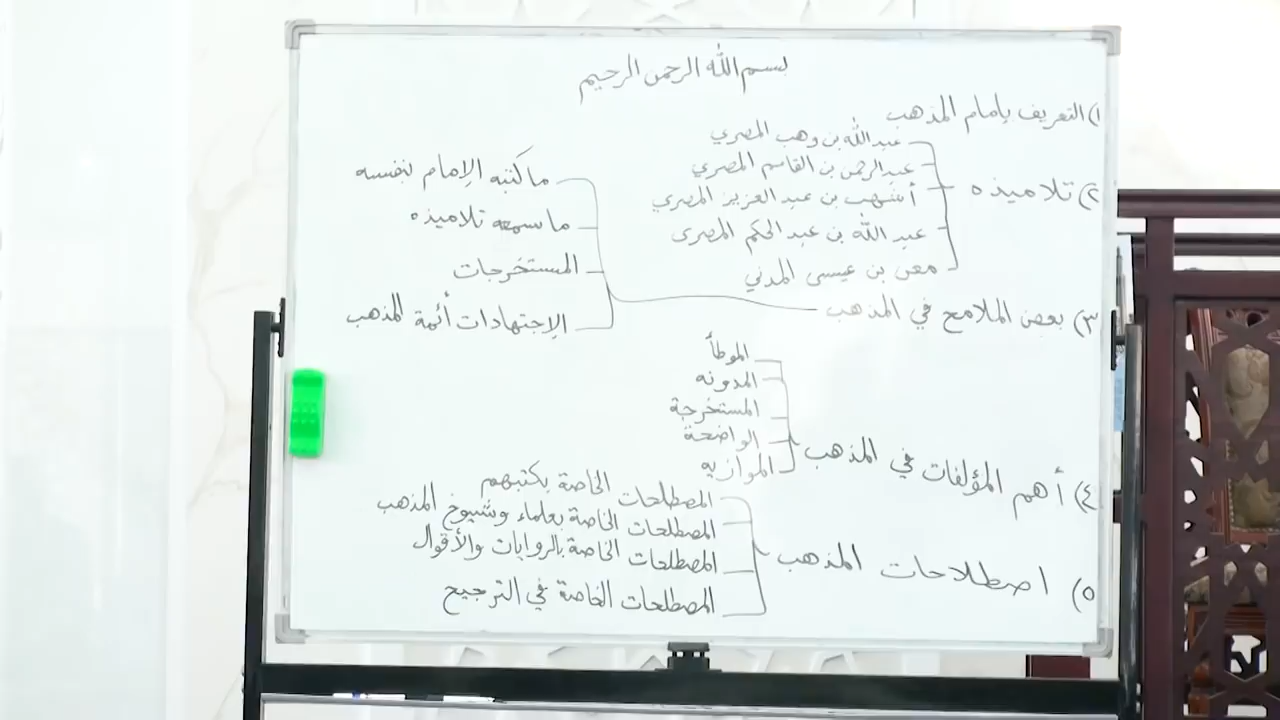 بسم الله الرحمن الرحيم
١) التعريف بإمام المذهب
٢) تلاميذه
عبد الله بن وهب المصري
عبد الرحمن بن القاسم المصري
أشهب بن عبد العزيز المصري
عبد الله بن عبد الحكم المصرى
معن بن عيسى المدني
٣) بعض الملامح في المذهب
ما كتبه الإمام بنفسه
ما سمعه تلاميذه
المستخرجات
الإجتهادات أئمة المذهب
٤) أهم المؤلفات في المذهب
الموطأ
المدونه
المستخرجة
الواضحة
الموازيه
٥) اصطلاحات المذهب
المصطلحات الخاصة بكتبهم
المصطلحات الخاصة بعلماء وشيوخ المذهب
المصطلحات الخاصة بالروايات والأقوال
المصطلحات الخاصة في الترجيح